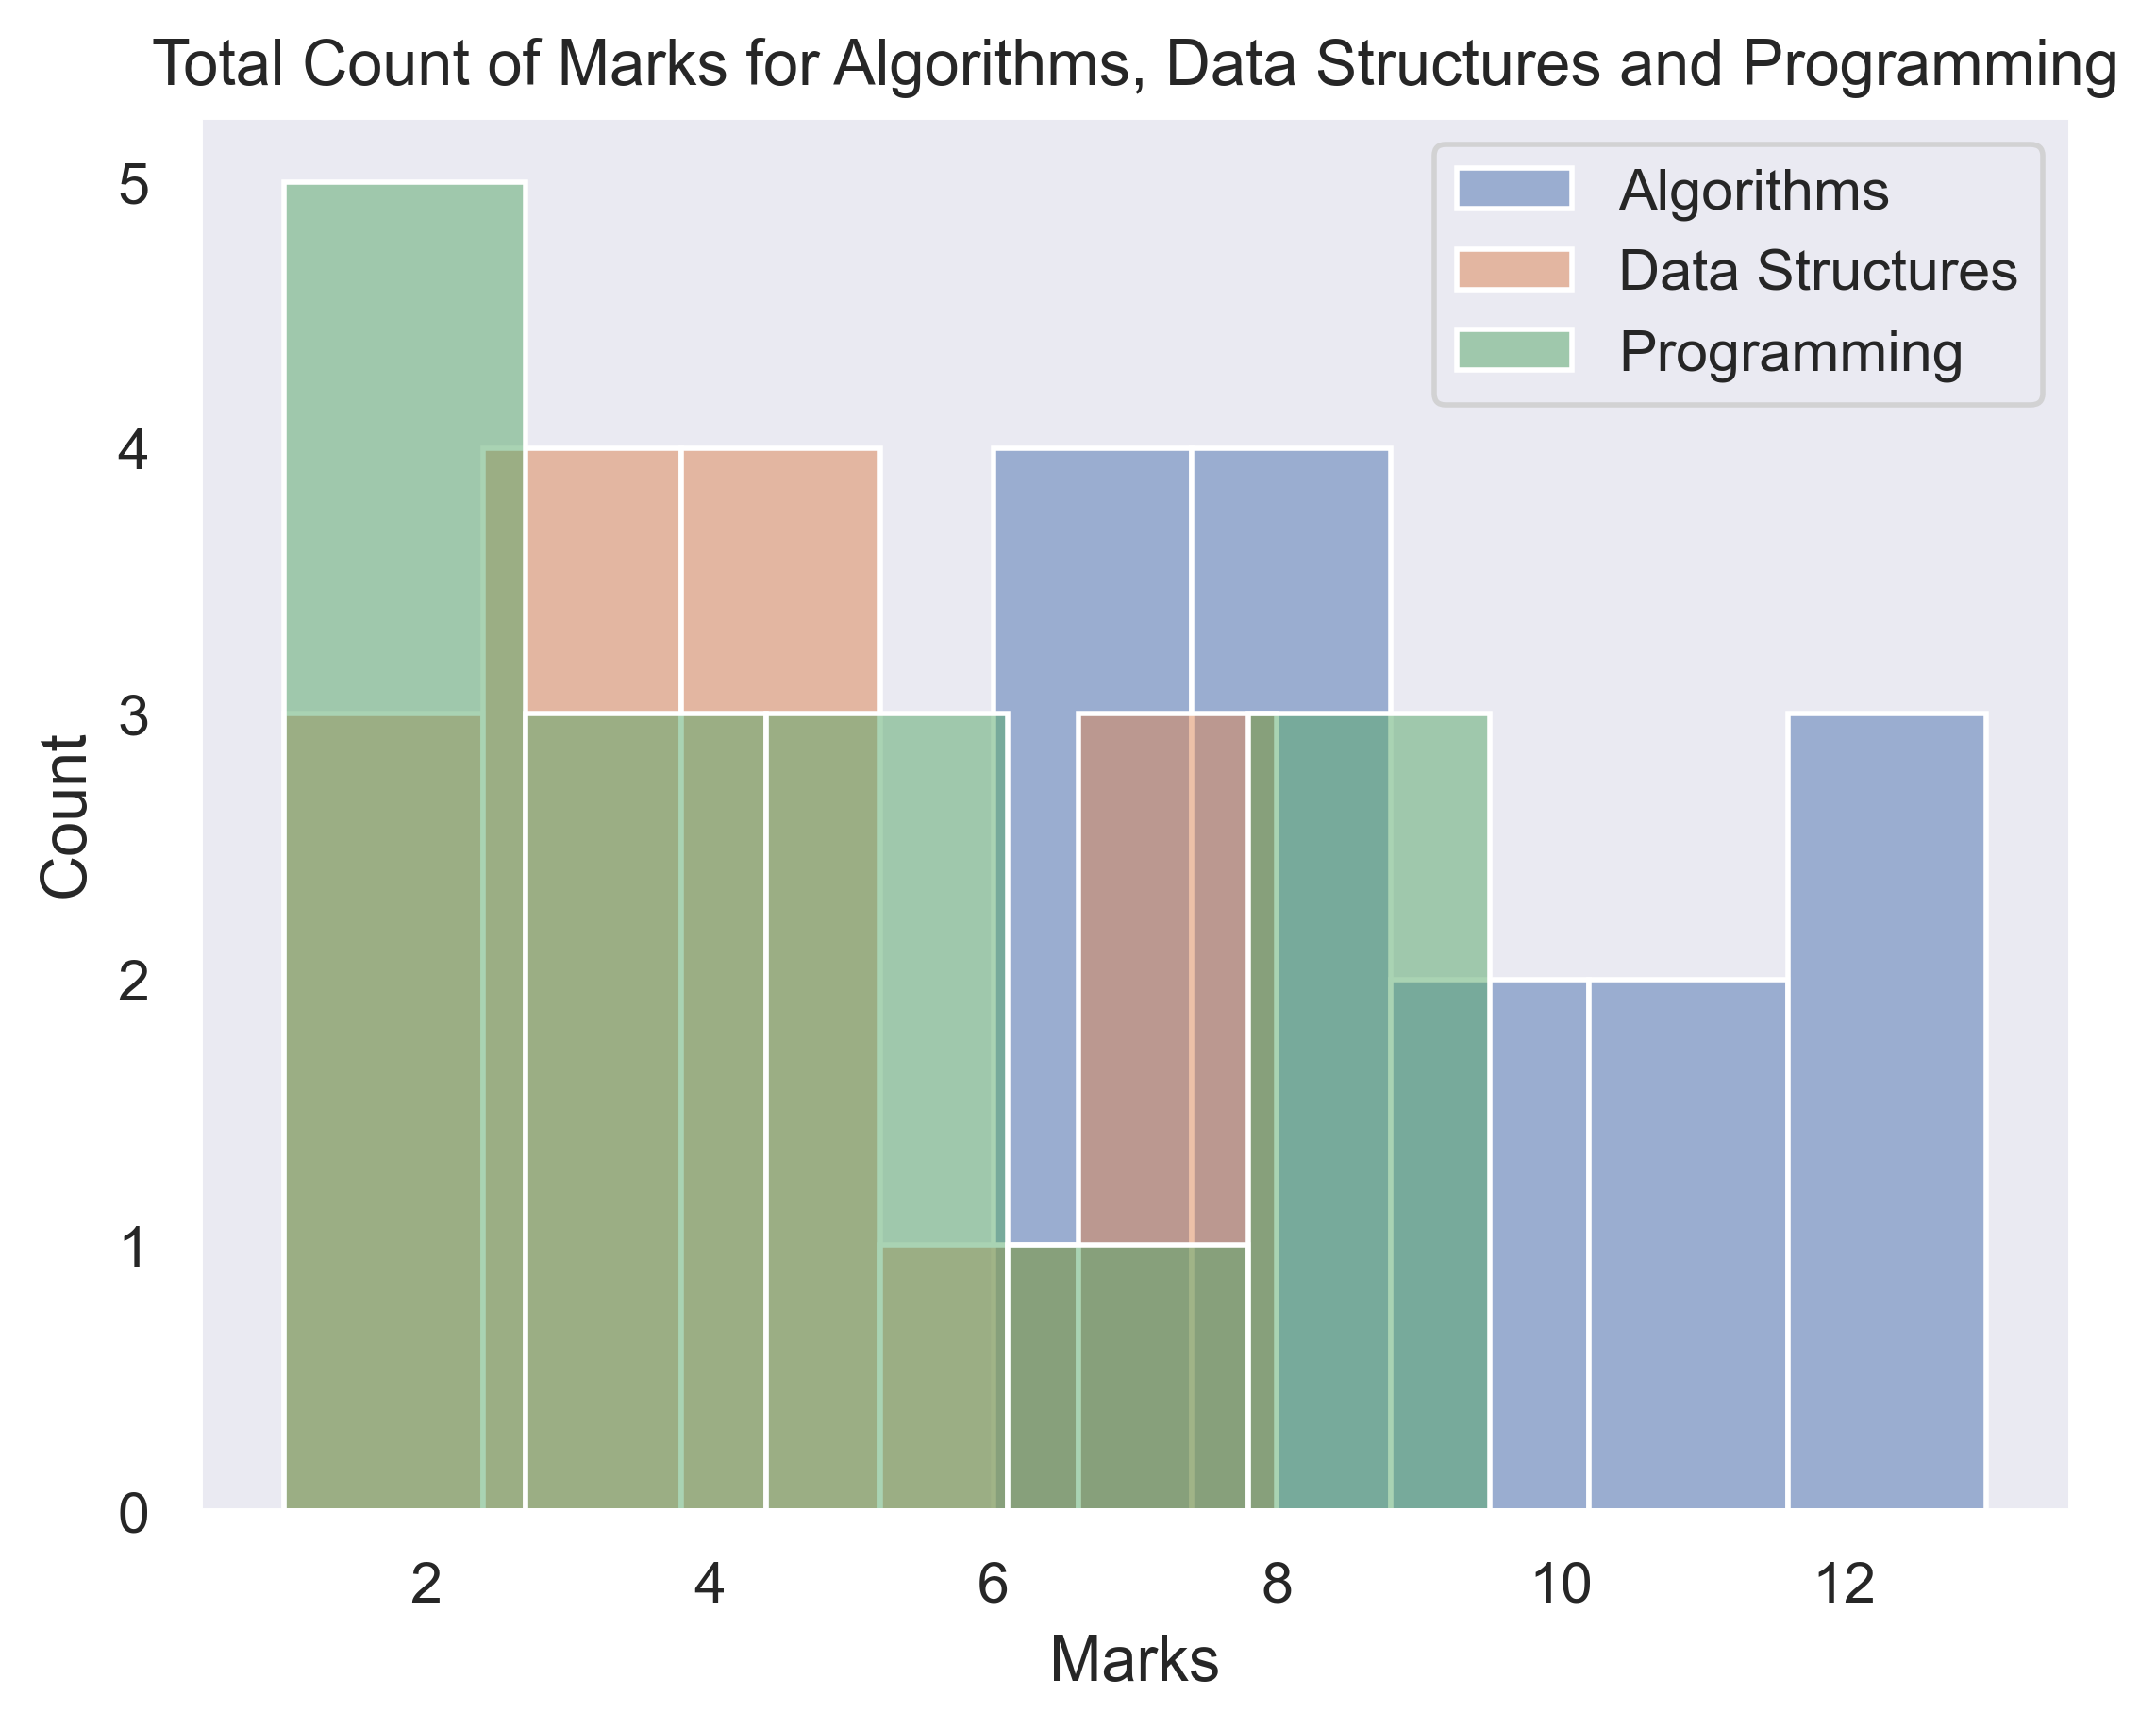 Total Count of Marks for Algorithms, Data Structures and Programming
Algorithms
Data Structures
Programming
5
4
3
2
1
0
Count
2 4 6 8 10 12
Marks